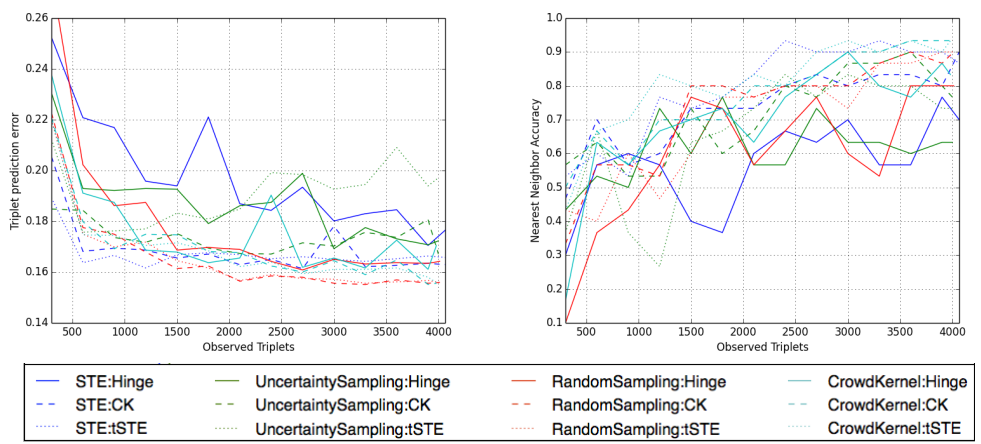 0.26
0.24
0.22
0.20
0.18
0.16
0.14
Triplet prediction error
500 1000 1500 2000 2500 3000 3500 4000
Observed Triplets
1.0
0.9
0.8
0.7
0.6
0.5
0.4
0.3
0.2
0.1
Nearest Neighbor Accuracy
500 1000 1500 2000 2500 3000 3500 4000
Observed Triplets
STE:Hinge UncertaintySampling:Hinge RandomSampling:Hinge CrowdKernel:Hinge
STE:CK UncertaintySampling:CK RandomSampling:CK CrowdKernel:CK
STE:tSTE UncertaintySampling:tSTE RandomSampling:tSTE CrowdKernel:tSTE